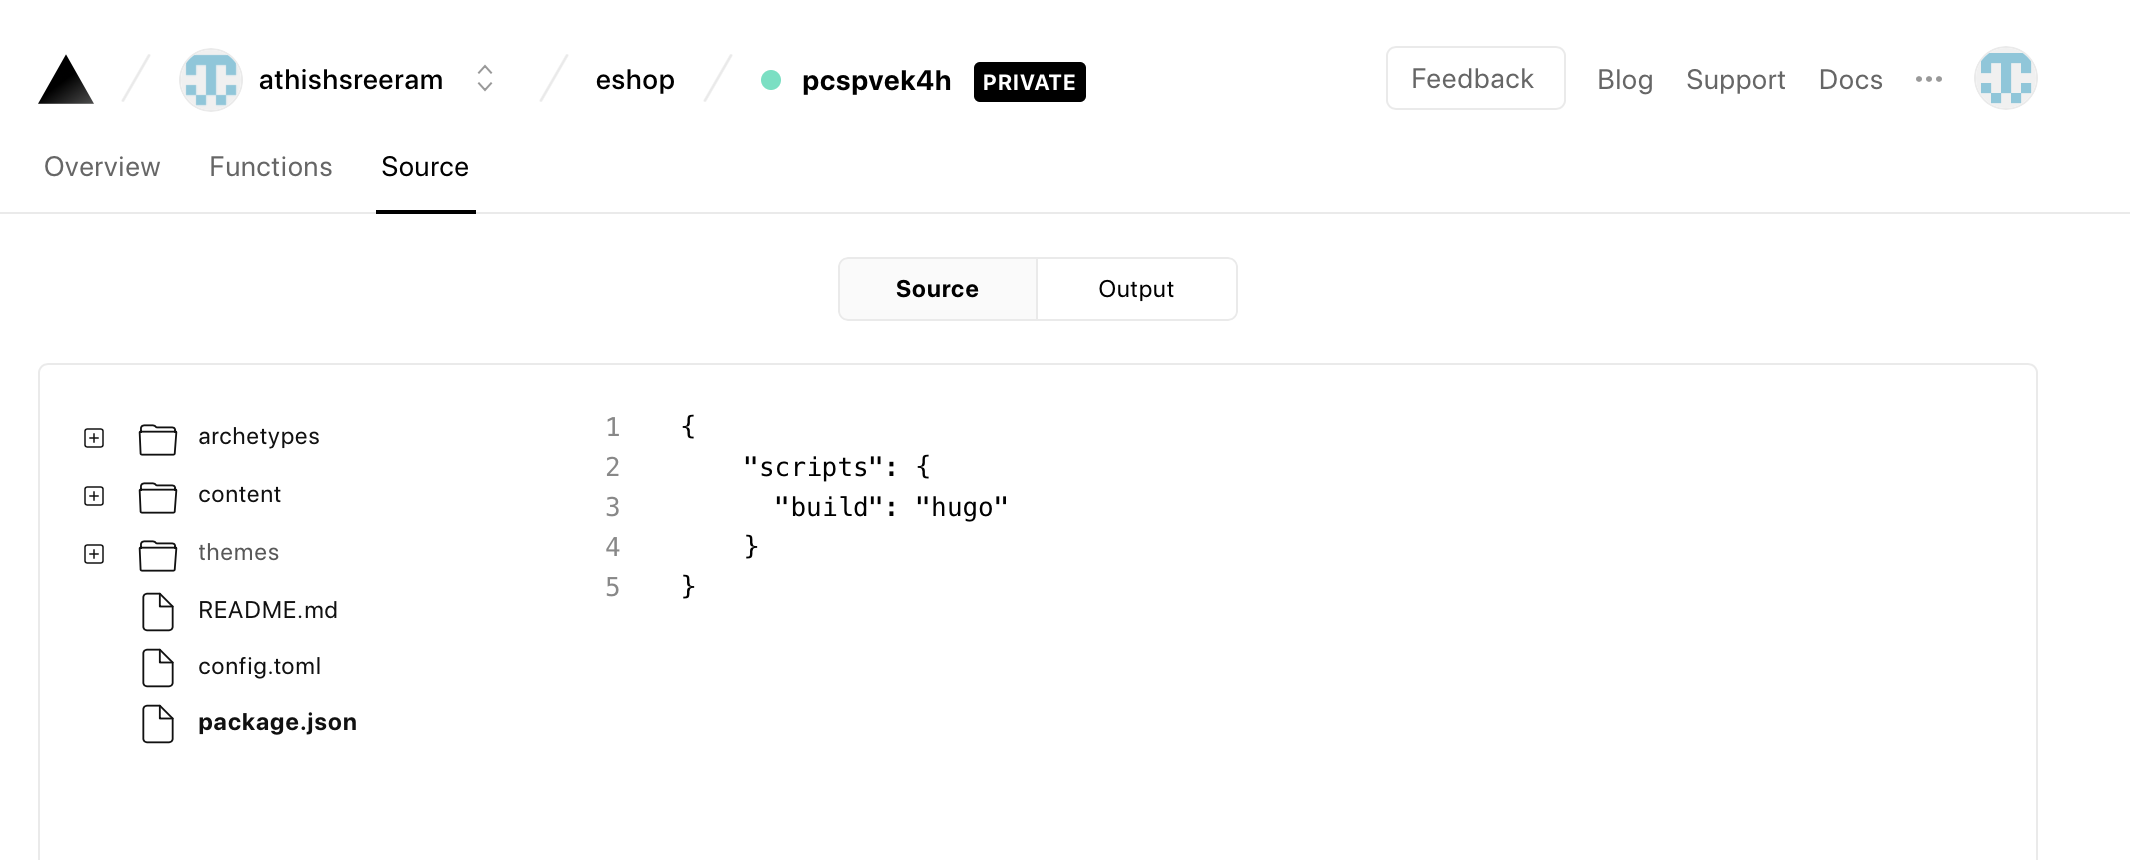 athishsreeram eshop pcspvek4h PRIVATE Feedback Blog Support Docs
Overview Functions Source
Source Output
archetypes
content
themes
README.md
config.toml
package.json
1 {
2 "scripts": {
3 "build": "hugo"
4 }
5 }